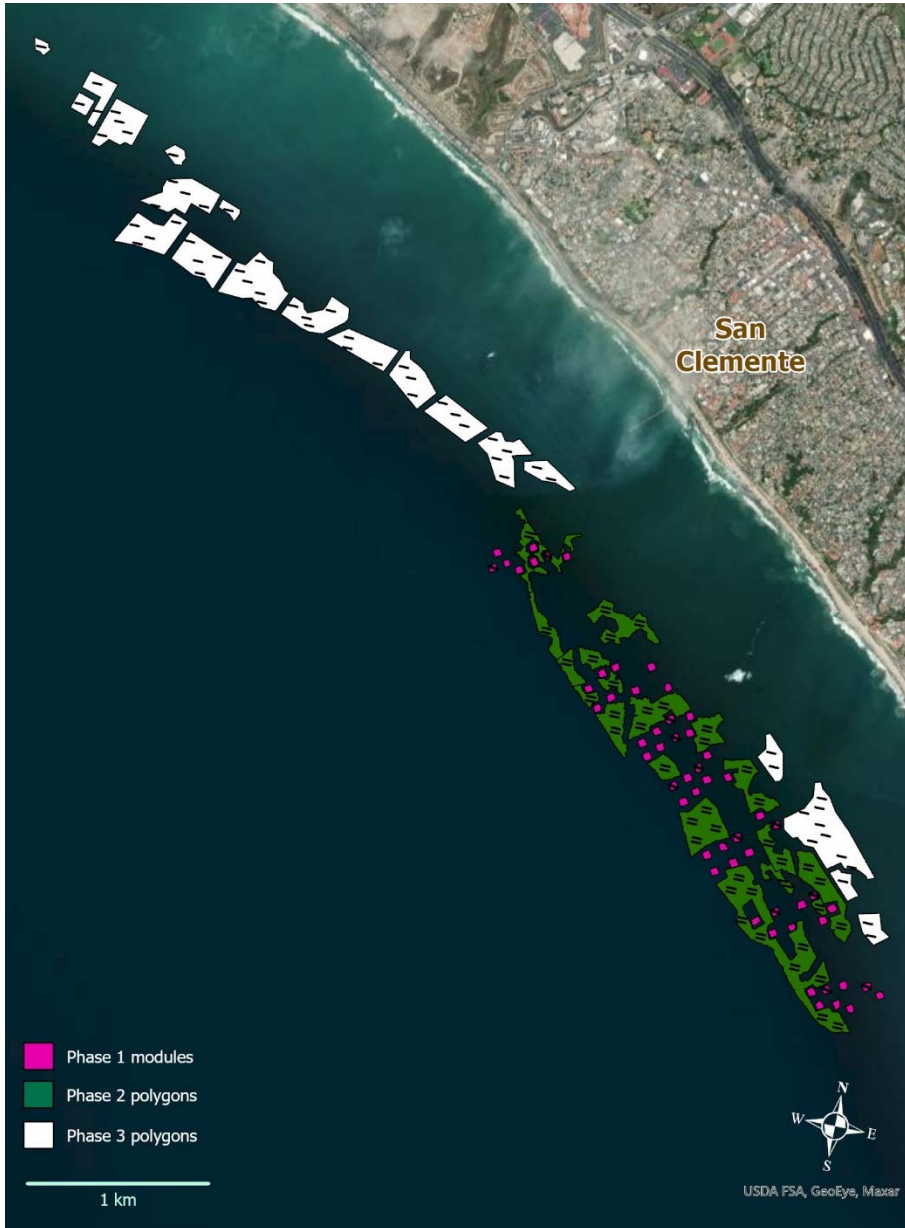 San
Clemente
Phase 1 modules
Phase 2 polygons
Phase 3 polygons
1 km
N
W
E
S
USDA FSA, GeoEye, Maxar